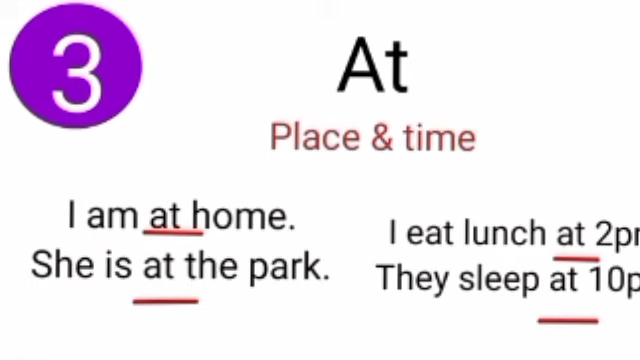 3
At
Place & time
I am at home.
She is at the park.
I eat lunch at
They sleep at